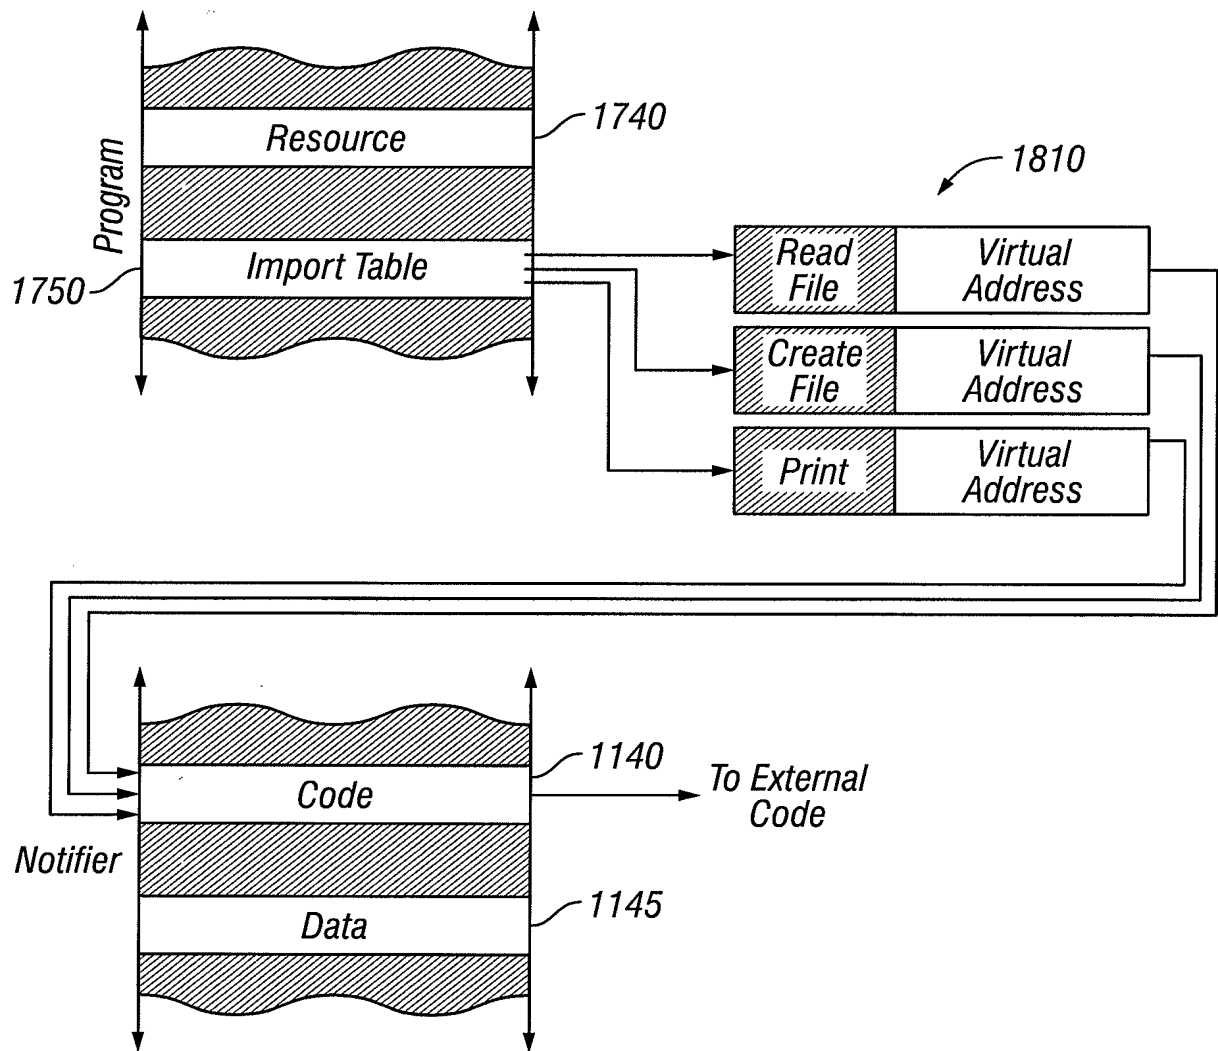 Resource
1740
Program
1810
Import Table
1750
Read
File
Virtual
Address
Create
File
Virtual
Address
Print
Virtual
Address
1140
Code
To External
Code
Notifier
1145
Data